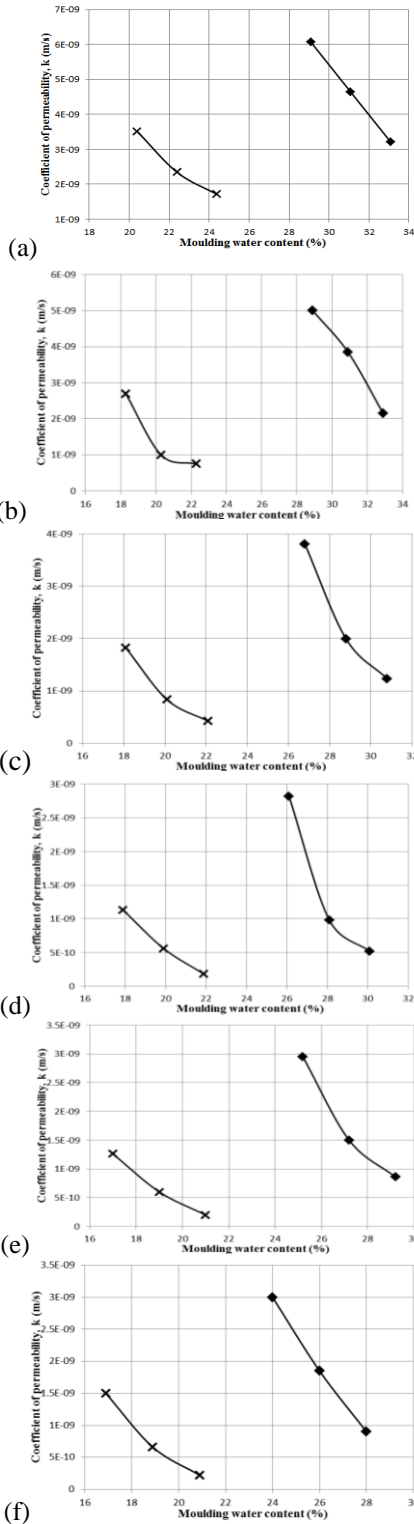 Coefficient of permeability, k (m/s)
7E-09
6E-09
5E-09
4E-09
3E-09
2E-09
1E-09
18 20 22 24 26 28 30 32 34
Moulding water content (%)
(a)
Coefficient of permeability, k (m/s)
6E-09
5E-09
4E-09
3E-09
2E-09
1E-09
0
16 18 20 22 24 26 28 30 32 34
Moulding water content (%)
(b)
Coefficient of permeability, k (m/s)
4E-09
3E-09
2E-09
1E-09
0
16 18 20 22 24 26 28 30 32
Moulding water content (%)
(c)
Coefficient of permeability, k (m/s)
3E-09
2.5E-09
2E-09
1.5E-09
1E-09
5E-10
0
16 18 20 22 24 26 28 30 32
Moulding water content (%)
(d)
Coefficient of permeability, k (m/s)
3.5E-09
3E-09
2.5E-09
2E-09
1.5E-09
1E-09
5E-10
0
16 18 20 22 24 26 28 30
Moulding water content (%)
(e)
Coefficient of permeability, k (m/s)
3.5E-09
3E-09
2.5E-09
2E-09
1.5E-09
1E-09
5E-10
0
16 18 20 22 24 26 28 30
Moulding water content (%)
(f)